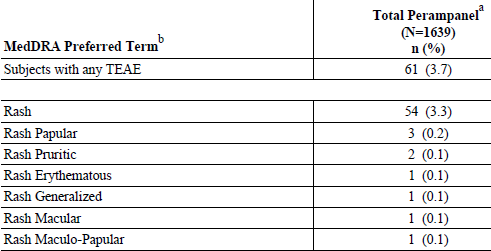 Total Perampanel^a
(N=1639)
MedDRA Preferred Term^b n (%)
Subjects with any TEAE 61 (3.7)
Rash 54 (3.3)
Rash Papular 3 (0.2)
Rash Pruritic 2 (0.1)
Rash Erythematous 1 (0.1)
Rash Generalized 1 (0.1)
Rash Macular 1 (0.1)
Rash Maculo-Papular 1 (0.1)